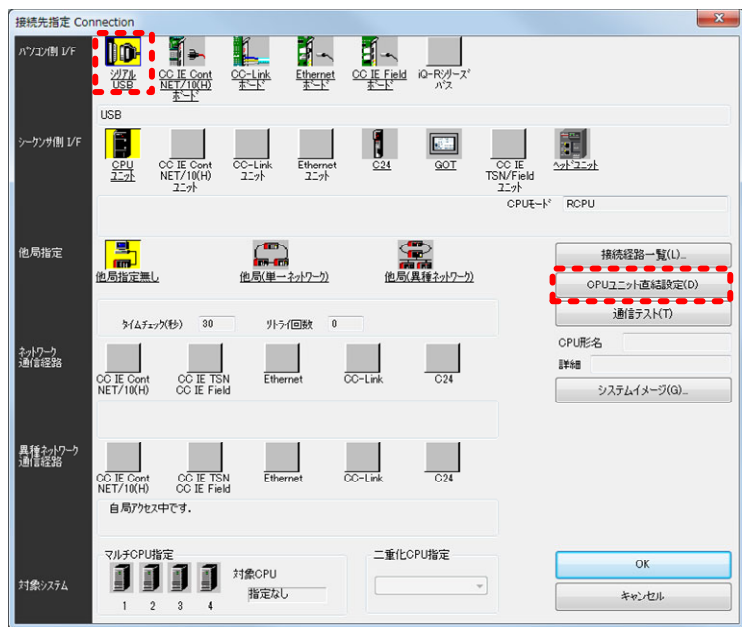 接続先指定 Connection
パソコン側 I/F
シリアル
USB
CC IE Cont
NET/10(H)
ボード
CC-Link
ボード
Ethernet
ボード
CC IE Field
ボード
iQ-Rシリーズ
バス
USB
シーケンサ側 I/F
CPU
ユニット
CC IE Cont
NET/10(H)
ユニット
CC-Link
ユニット
Ethernet
ユニット
C24
GOT
CC IE
TSN/Field
ユニット
ヘッドユニット
CPUモード RCPU
他局指定
他局指定無し
他局(単一ネットワーク)
他局(異種ネットワーク)
接続経路一覧(L)...
CPUユニット直結設定(D)
タイムチェック(秒) 30 リトライ回数 0
通信テスト(T)
CPU形名
詳細
システムイメージ(G)...
ネットワーク
通信経路
CC IE Cont
NET/10(H)
CC IE TSN
CC IE Field
Ethernet
CC-Link
C24
異種ネットワーク
通信経路
CC IE Cont
NET/10(H)
CC IE TSN
CC IE Field
Ethernet
CC-Link
C24
自局アクセス中です。
対象システム
マルチCPU指定
1 2 3 4
対象CPU
指定なし
二重化CPU指定
OK
キャンセル